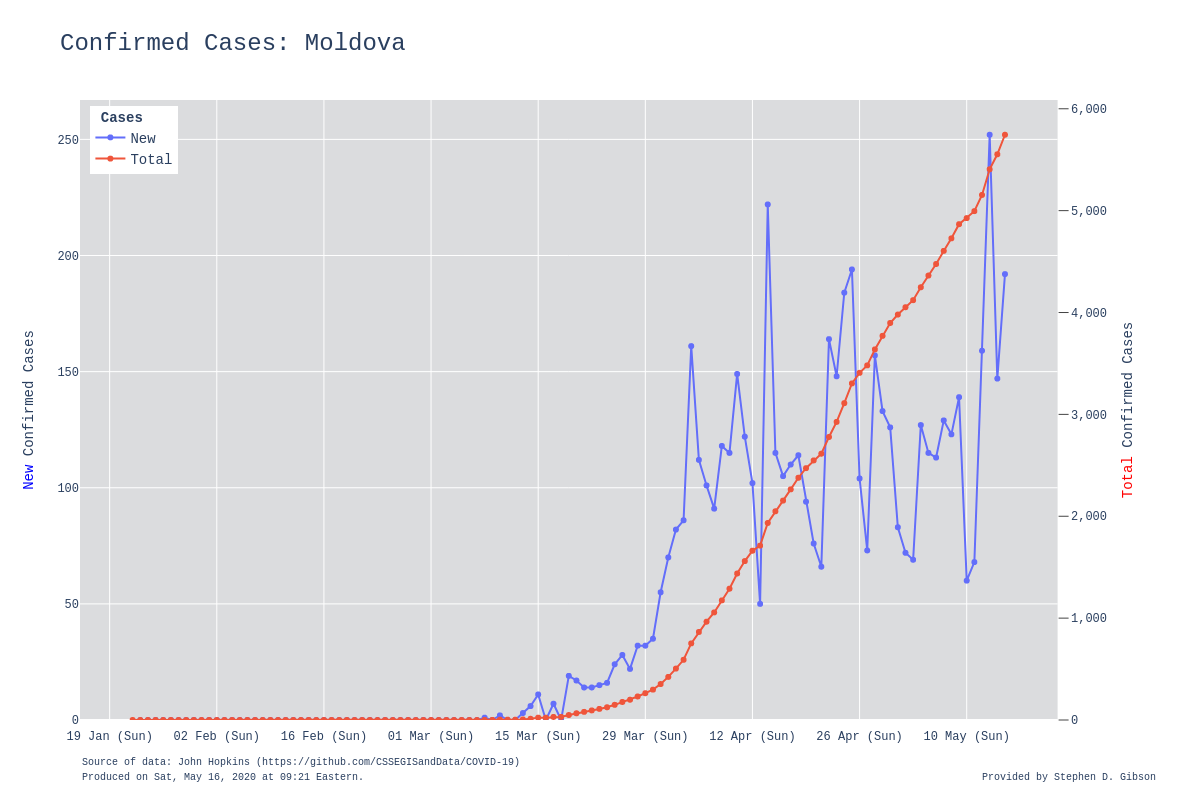 Confirmed Cases: Moldova
Cases
New
Total
250
200
150
100
50
0
6,000
5,000
4,000
3,000
2,000
1,000
0
New Confirmed Cases
Total Confirmed Cases
19 Jan (Sun)
02 Feb (Sun)
16 Feb (Sun)
01 Mar (Sun)
15 Mar (Sun)
29 Mar (Sun)
12 Apr (Sun)
26 Apr (Sun)
10 May (Sun)
Source of data: John Hopkins (https://github.com/CSSEGISandData/COVID-19)
Produced on Sat, May 16, 2020 at 09:21 Eastern.
Provided by Stephen D. Gibson